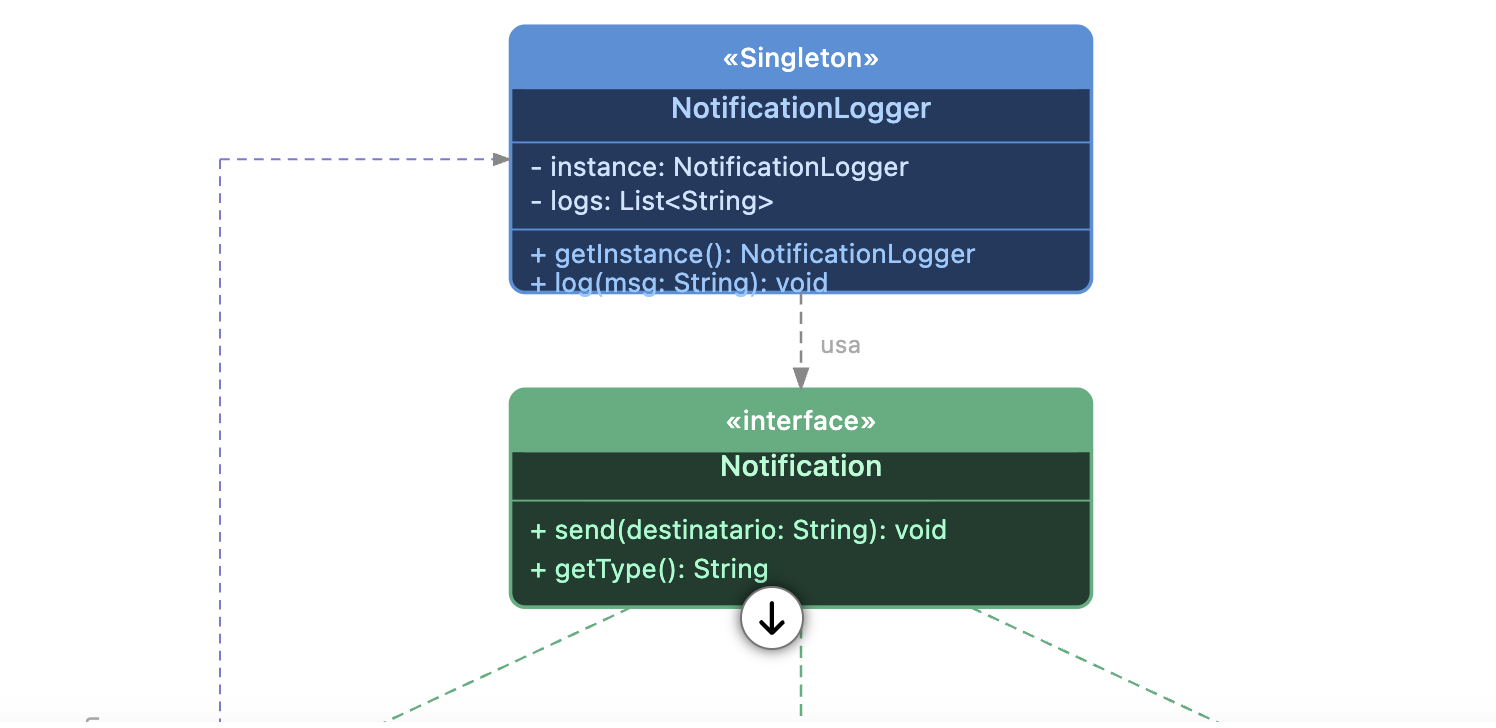 «Singleton»
NotificationLogger
- instance: NotificationLogger
- logs: List<String>
+ getInstance(): NotificationLogger
+ log(msg: String): void
usa
«interface»
Notification
+ send(destinatario: String): void
+ getType(): String